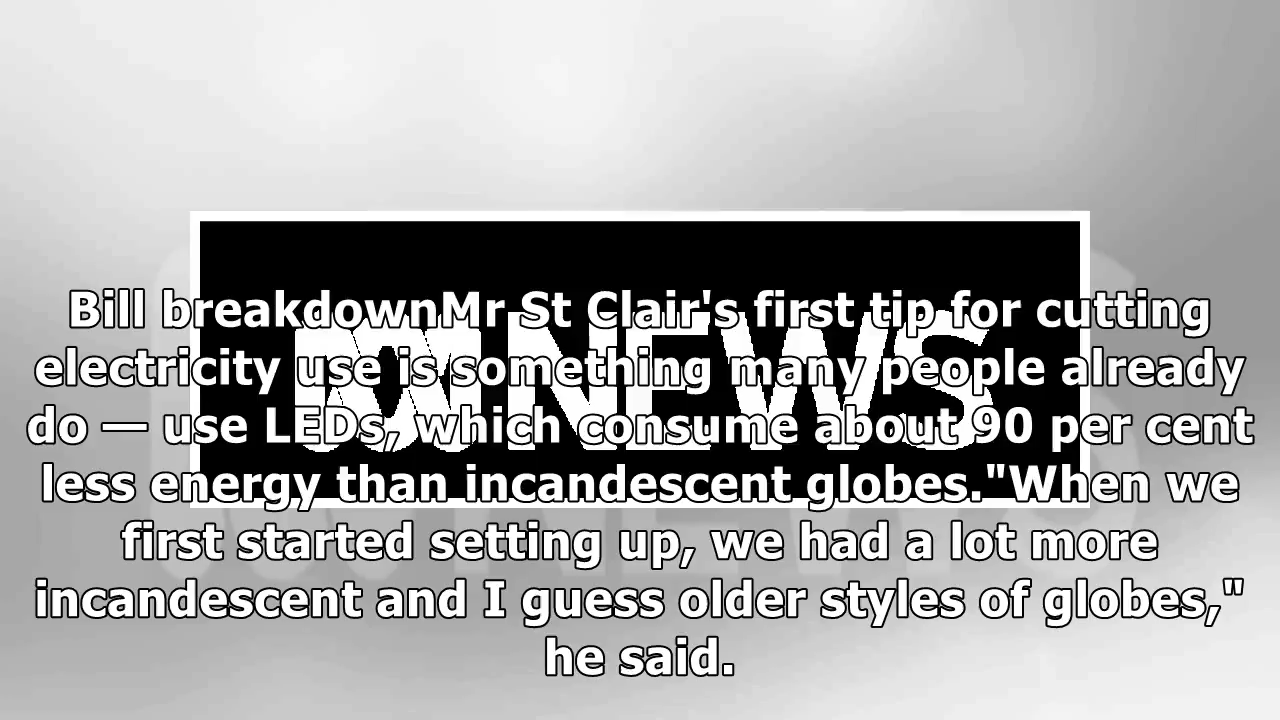 NEWS
Bill breakdownMr St Clair's first tip for cutting
electricity use is something many people already
do — use LEDs, which consume about 90 per cent
less energy than incandescent globes."When we
first started setting up, we had a lot more
incandescent and I guess older styles of globes,"
he said.